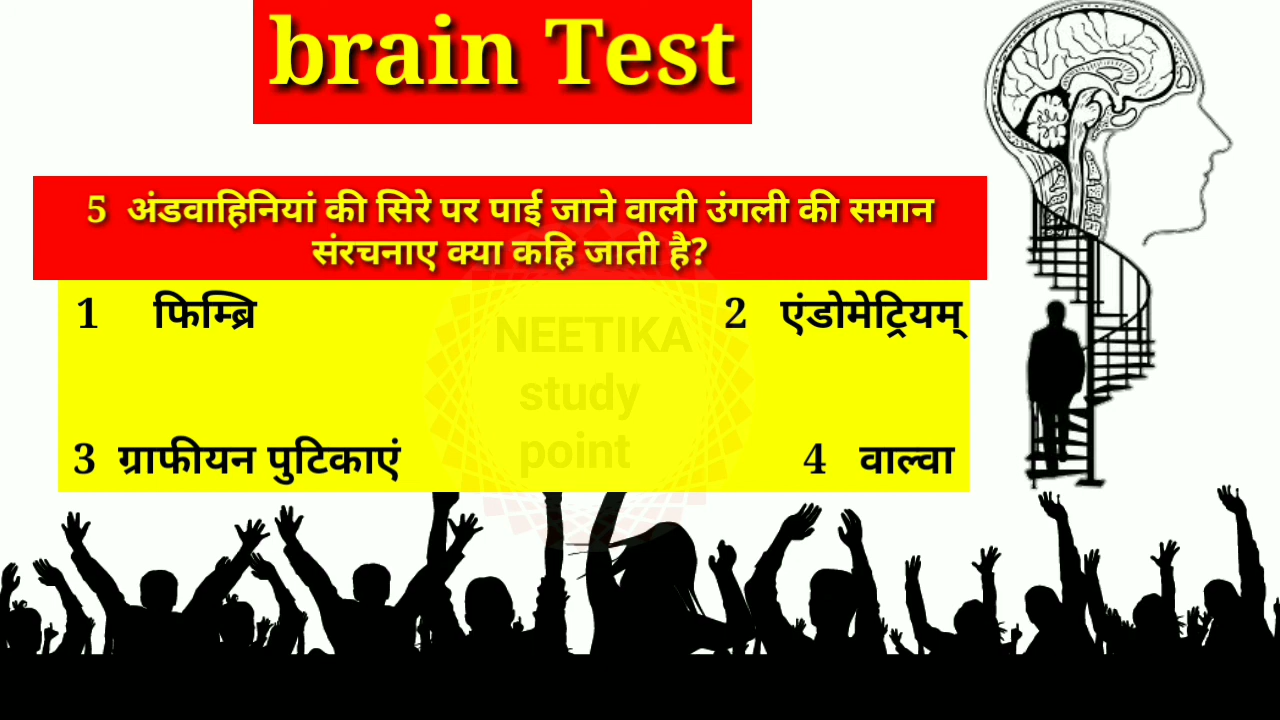 brain Test
5 अंडवाहिनियां की सिरे पर पाई जाने वाली उंगली की समान
संरचनाए क्या कहि जाती है?
1 फिम्ब्रि
2 एंडोमेट्रियम्
NEETIKA
study
point
3 ग्राफीयन पुटिकाएं
4 वाल्वा